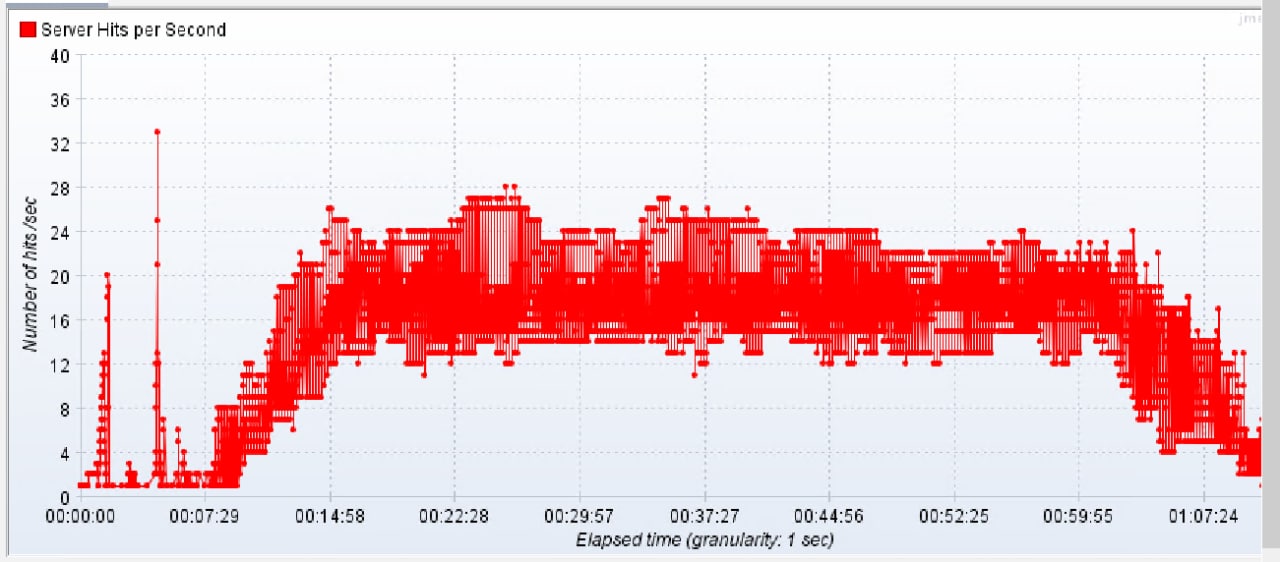 Server Hits per Second
40
36
32
28
24
20
16
12
8
4
0
Number of hits /sec
00:00:00 00:07:29 00:14:58 00:22:28 00:29:57 00:37:27 00:44:56 00:52:25 00:59:55 01:07:24
Elapsed time (granularity: 1 sec)